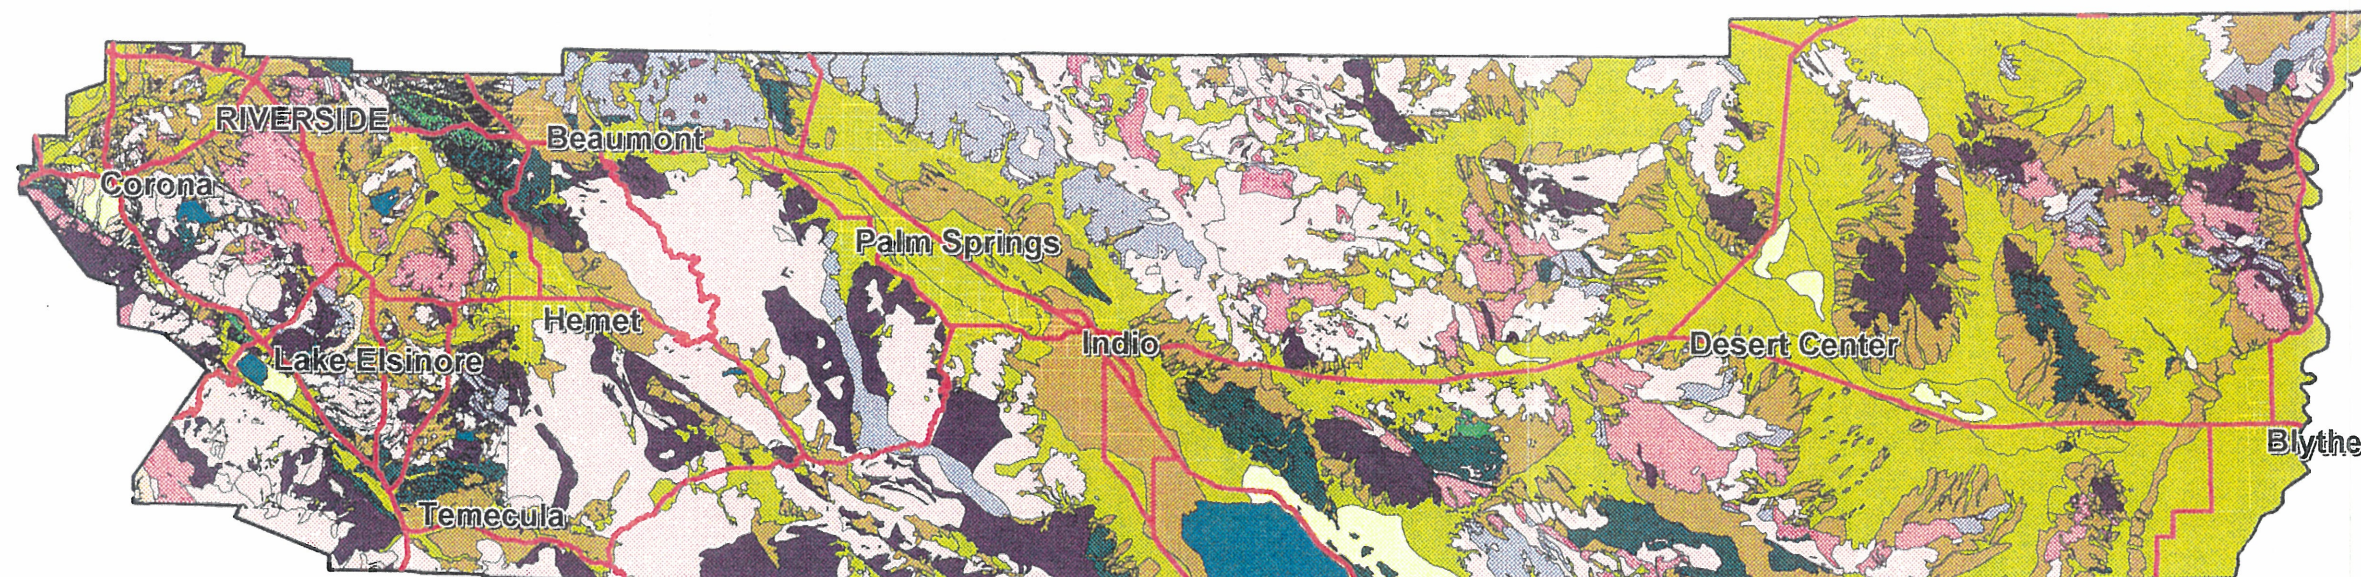 RIVERSIDE
Beaumont
Corona
Palm Springs
Hemet
Indio
Desert Center
Lake Elsinore
Blythe
Temecula